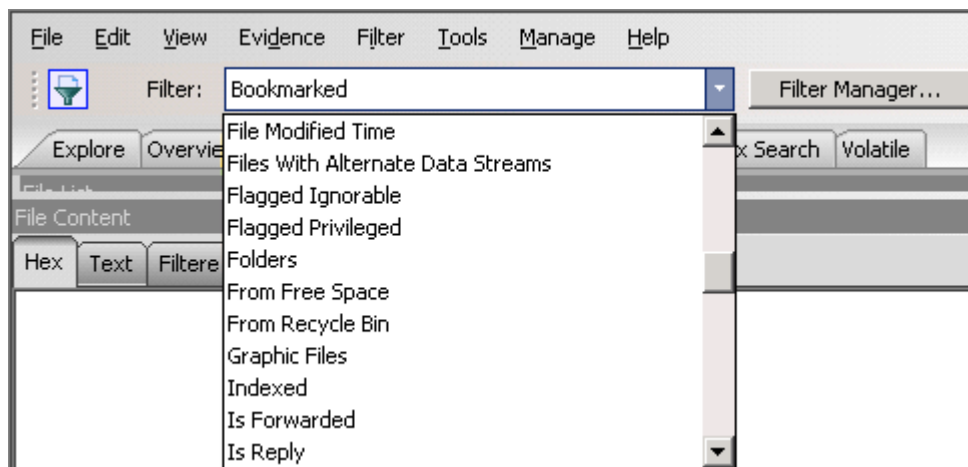 File Edit View Evidence Filter Tools Manage Help
Filter: Bookmarked Filter Manager...
File Modified Time
Explore Overvie x Search Volatile
Files With Alternate Data Streams
Flagged Ignorable
File List
File Content
Flagged Privileged
Hex Text Filtere
Folders
From Free Space
From Recycle Bin
Graphic Files
Indexed
Is Forwarded
Is Reply